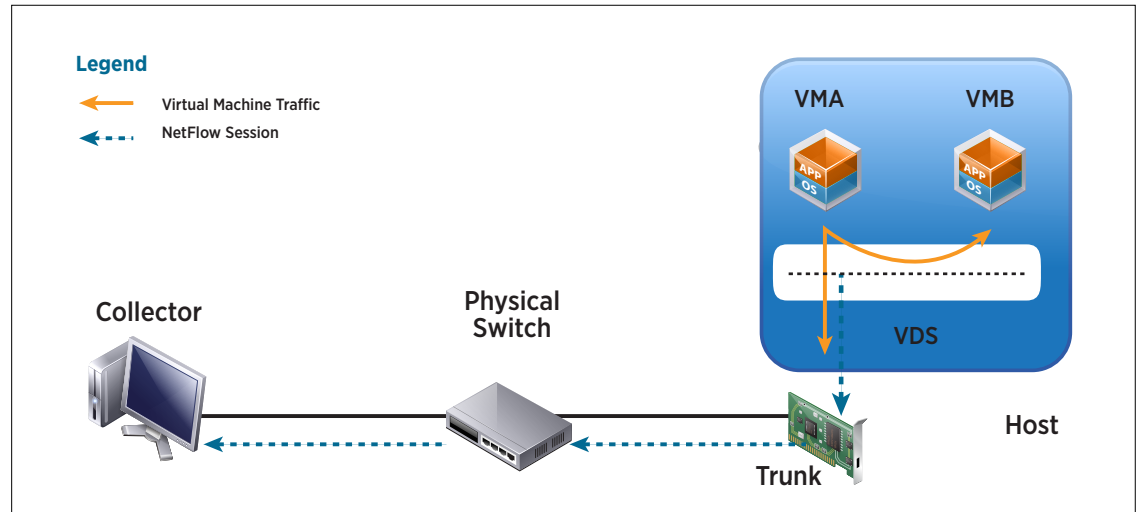 Legend
Virtual Machine Traffic
NetFlow Session
VMA
VMB
APP
OS
APP
OS
VDS
Collector
Physical
Switch
Host
Trunk